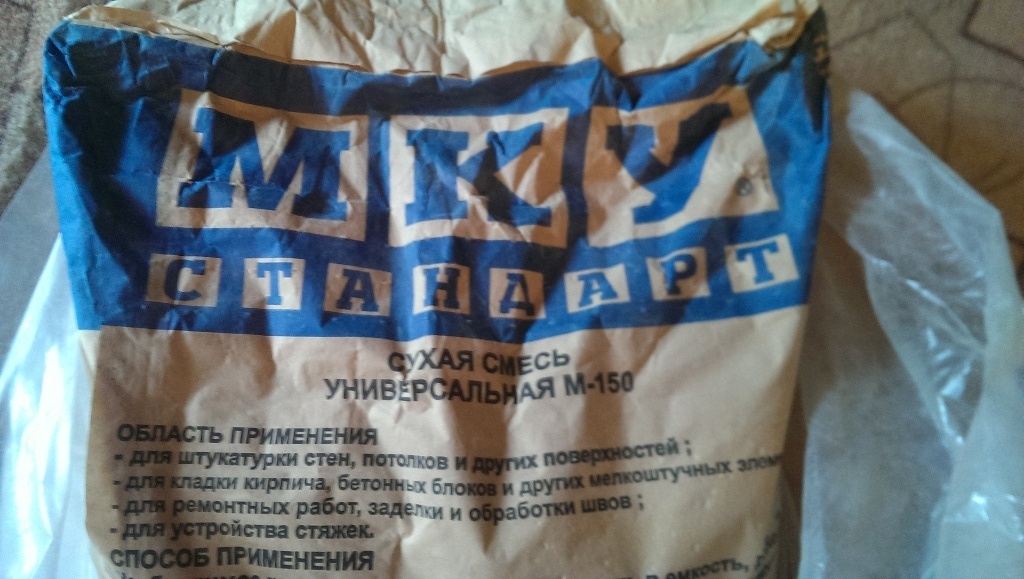 МКУ
®
СТАНДАРТ
СУХАЯ СМЕСЬ
УНИВЕРСАЛЬНАЯ М-150
ОБЛАСТЬ ПРИМЕНЕНИЯ
- для штукатурки стен, потолков и других поверхностей ;
- для кладки кирпича, бетонных блоков и других мелкоштучных
- для ремонтных работ, заделки и обработки швов ;
- для устройства стяжек.
СПОСОБ ПРИМЕНЕНИЯ
в емкость,